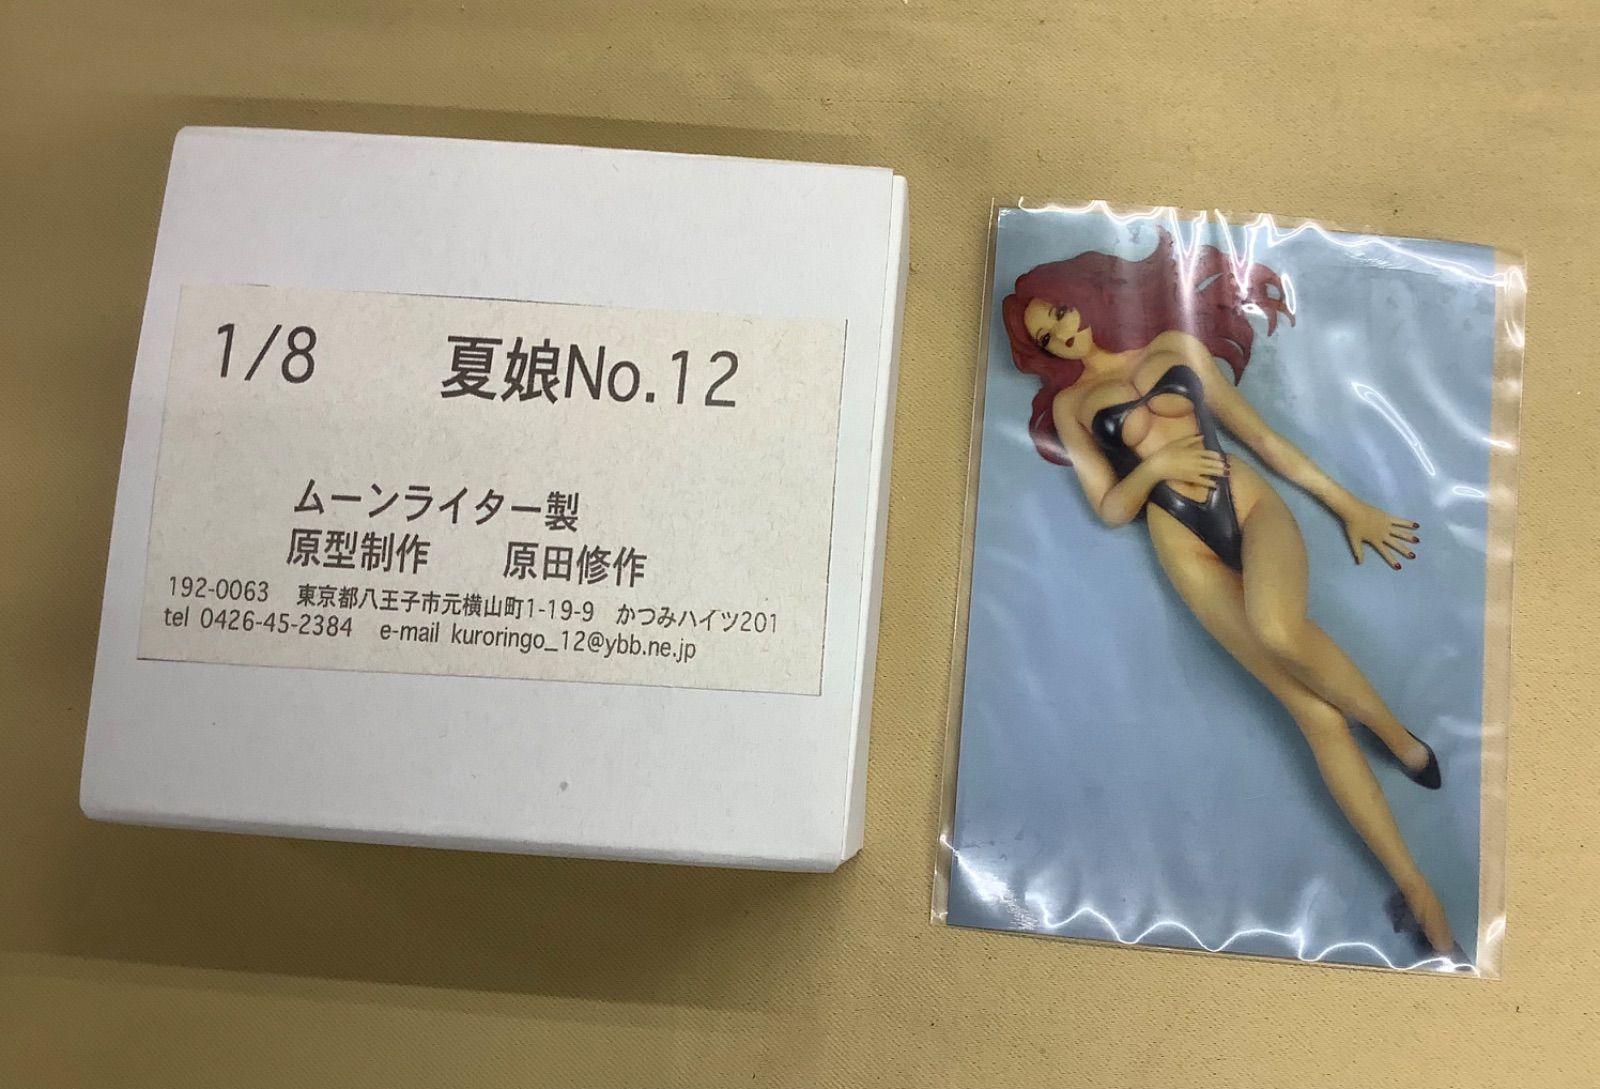 1/8 夏娘No.12
ムーンライター製
原型制作 原田修作
192-0063 東京都八王子市元横山町1-19-9 かつみハイツ201
tel 0426-45-2384 e-mail kuroringo_12@ybb.ne.jp